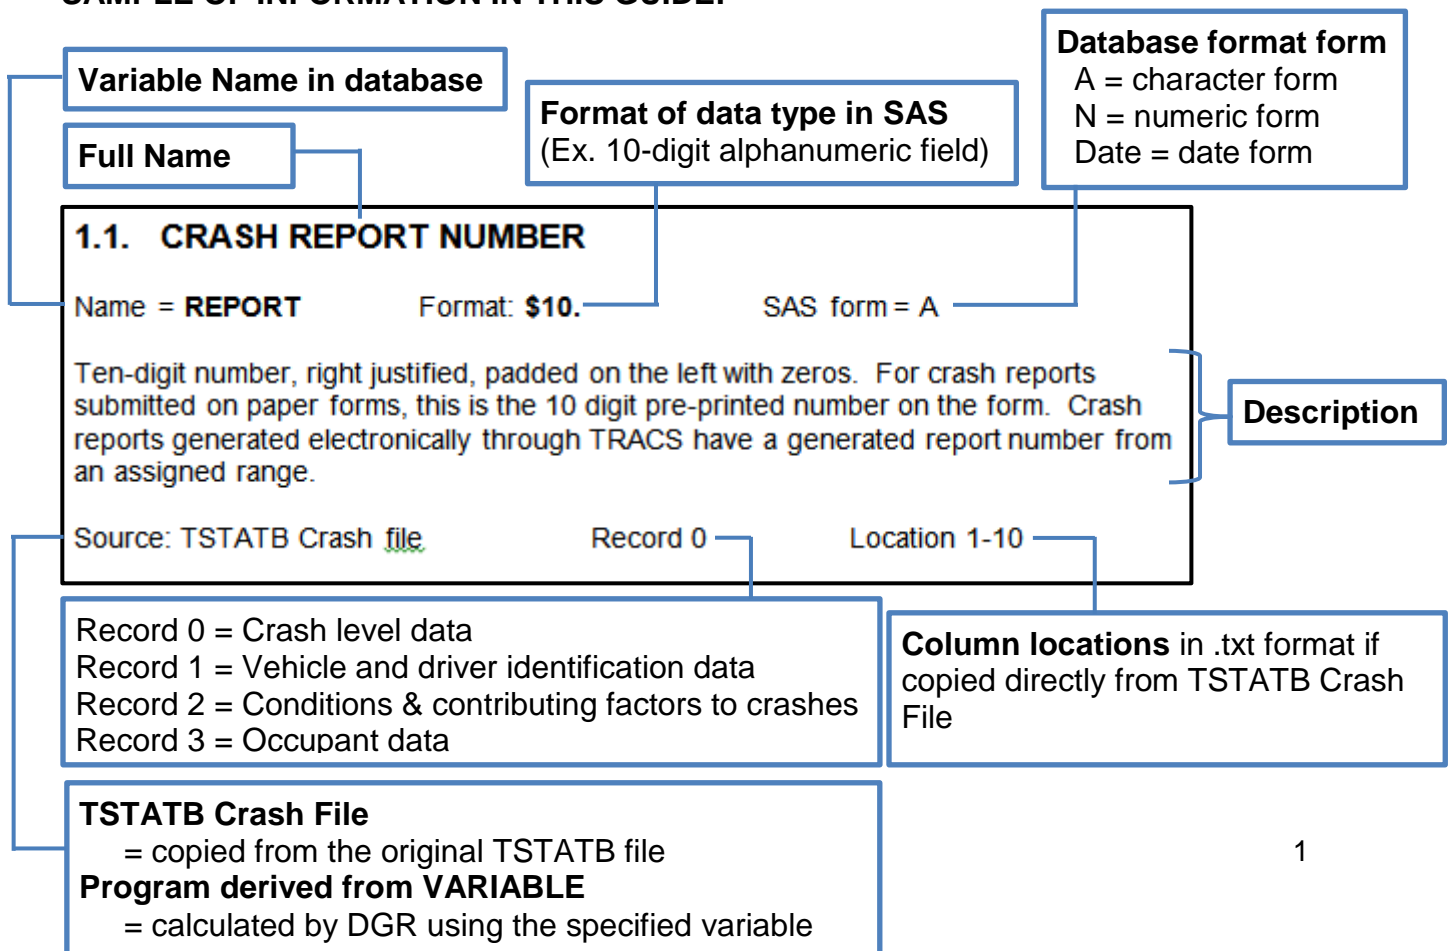 SAMPLE OF INFORMATION IN THIS GUIDE:
Variable Name in database
Full Name
Format of data type in SAS
(Ex. 10-digit alphanumeric field)
Database format form
A = character form
N = numeric form
Date = date form
1.1. CRASH REPORT NUMBER
Name = REPORT Format: $10. SAS form = A
Ten-digit number, right justified, padded on the left with zeros. For crash reports
submitted on paper forms, this is the 10 digit pre-printed number on the form. Crash
reports generated electronically through TRACS have a generated report number from
an assigned range.
Description
Source: TSTATB Crash file Record 0 Location 1-10
Record 0 = Crash level data
Record 1 = Vehicle and driver identification data
Record 2 = Conditions & contributing factors to crashes
Record 3 = Occupant data
Column locations in .txt format if
copied directly from TSTATB Crash
File
TSTATB Crash File
= copied from the original TSTATB file
Program derived from VARIABLE
= calculated by DGR using the specified variable
1